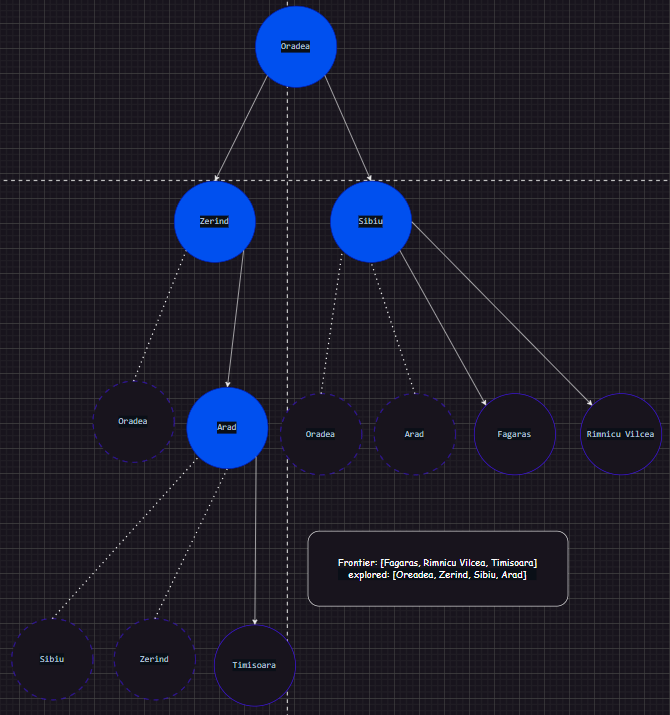 Oradea
Zerind
Sibiu
Oradea
Arad
Oradea
Arad
Fagaras
Rimnicu Vilcea
Frontier: [Fagaras, Rimnicu Vilcea, Timisoara]
explored: [Oreadea, Zerind, Sibiu, Arad]
Sibiu
Zerind
Timisoara